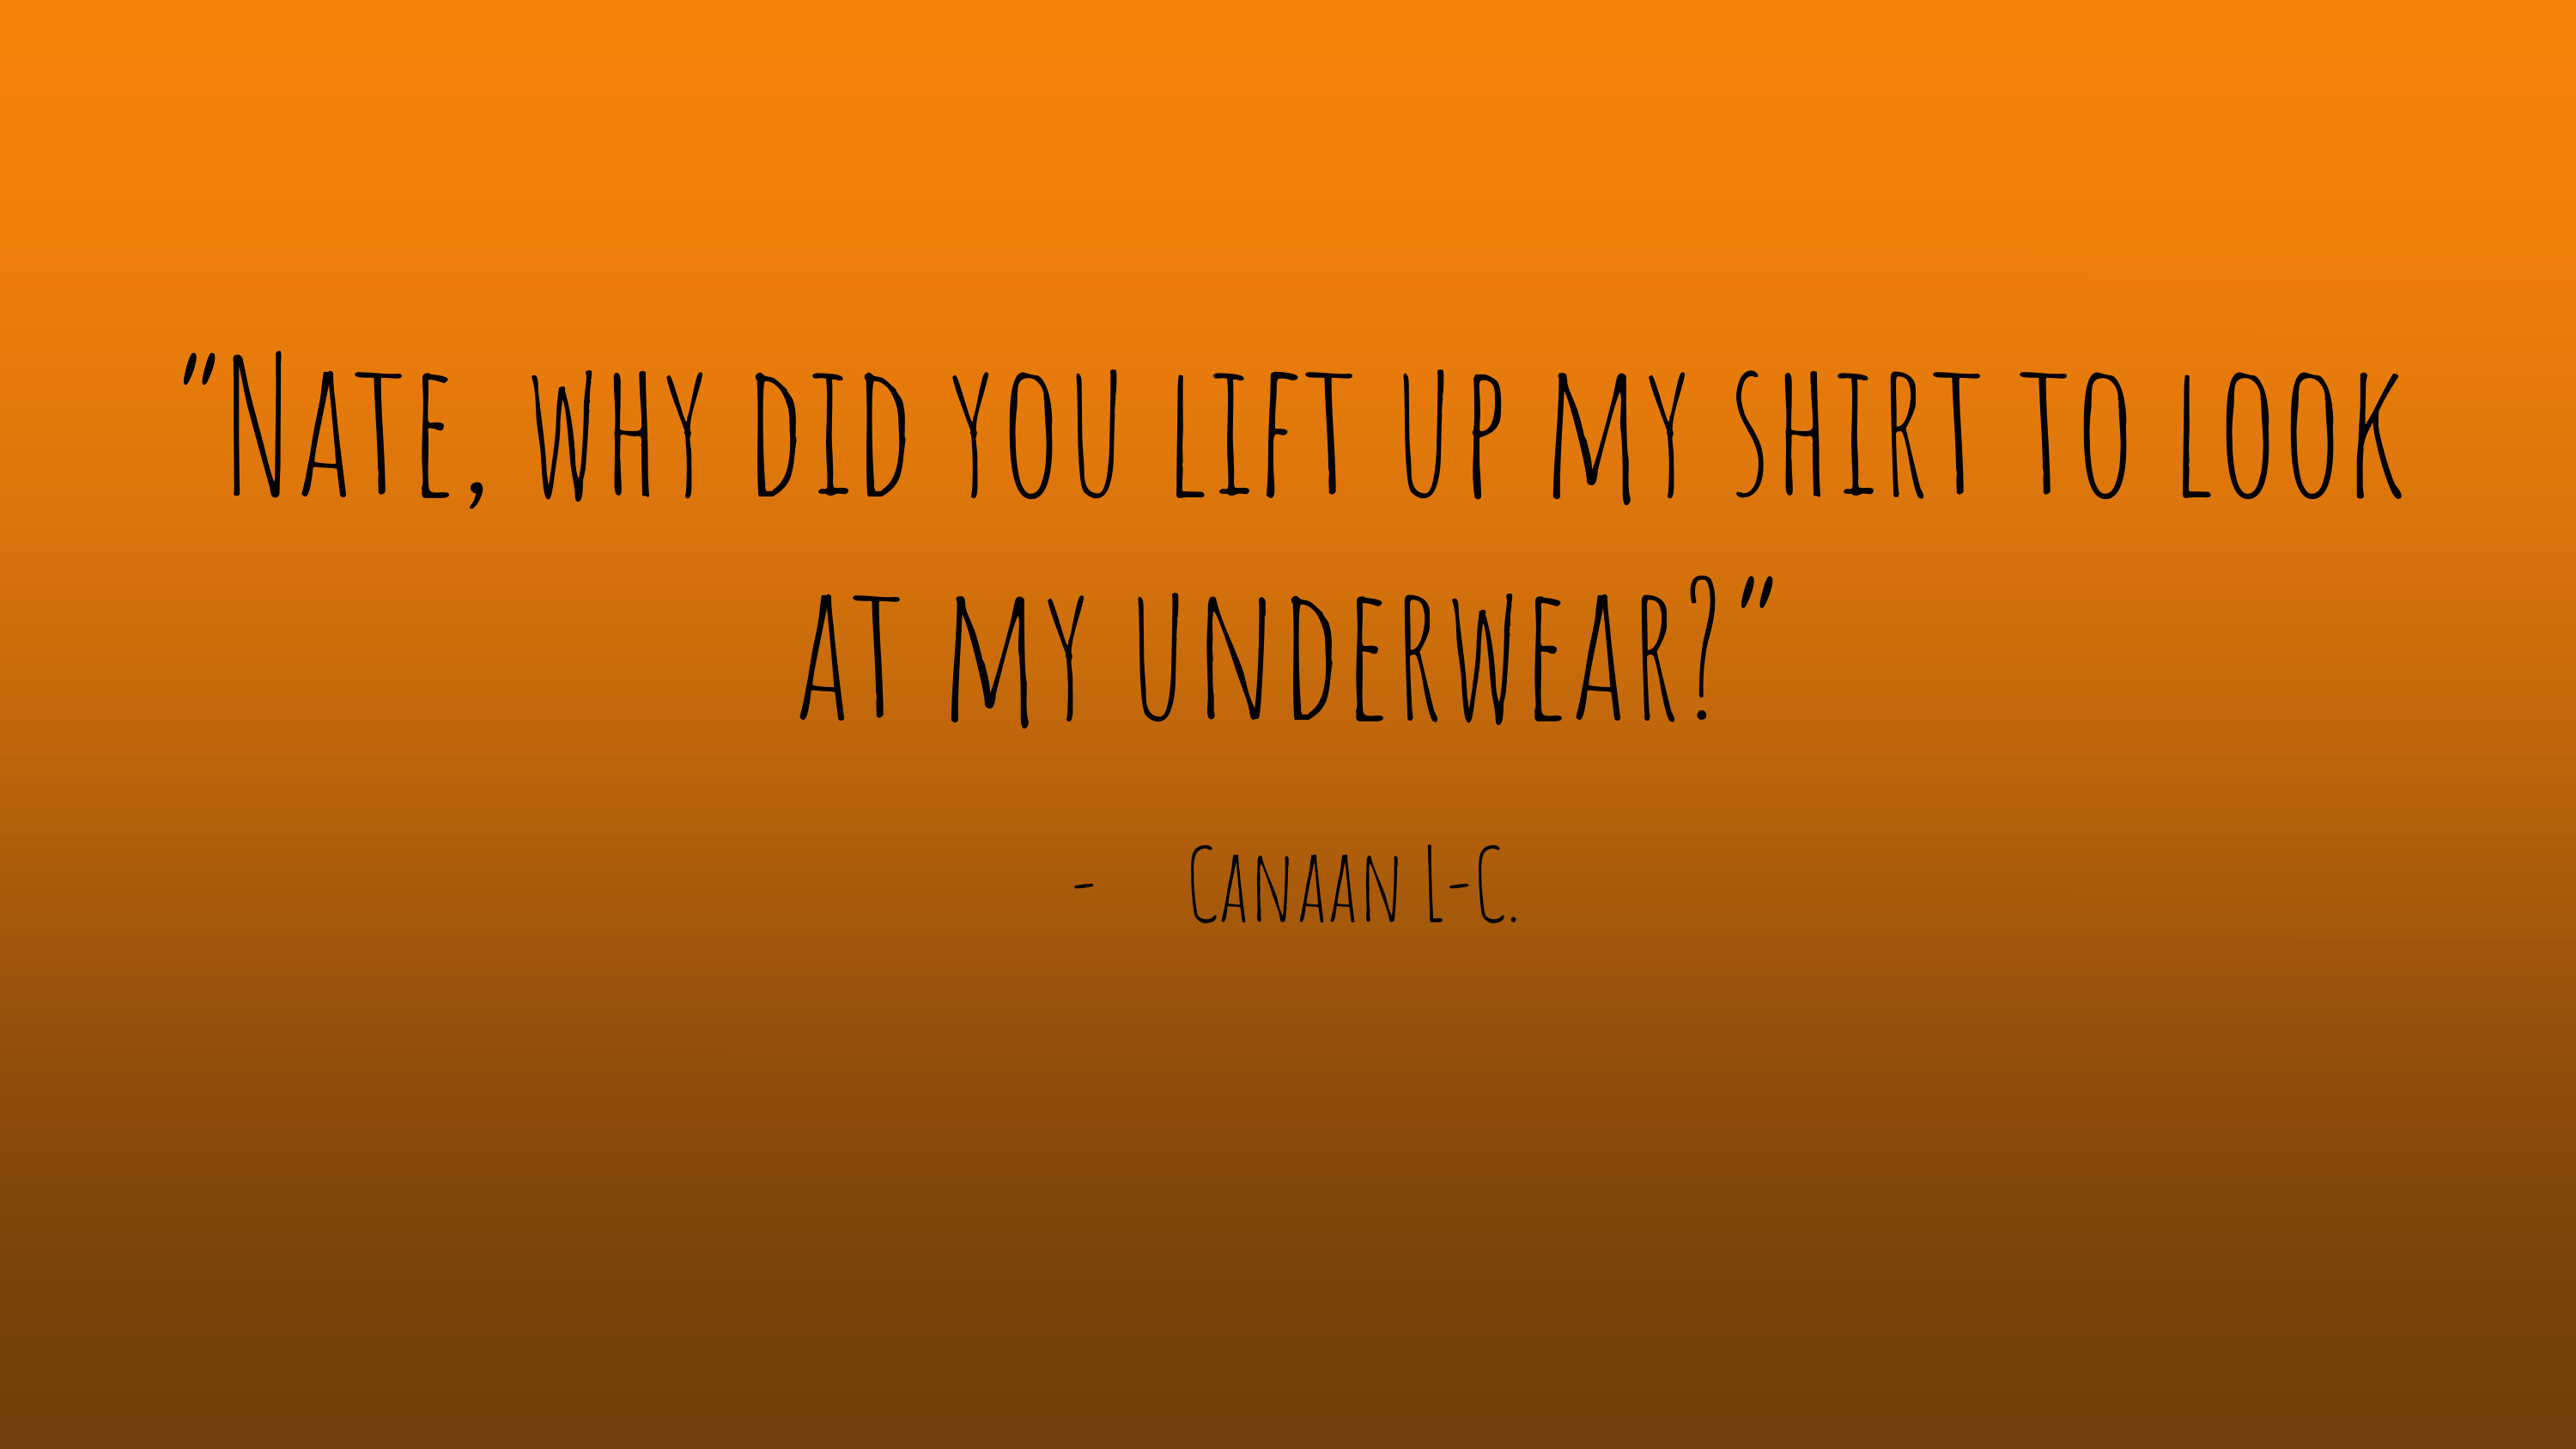 "Nate, why did you lift up my shirt to look
at my underwear?"
- Canaan L-C.